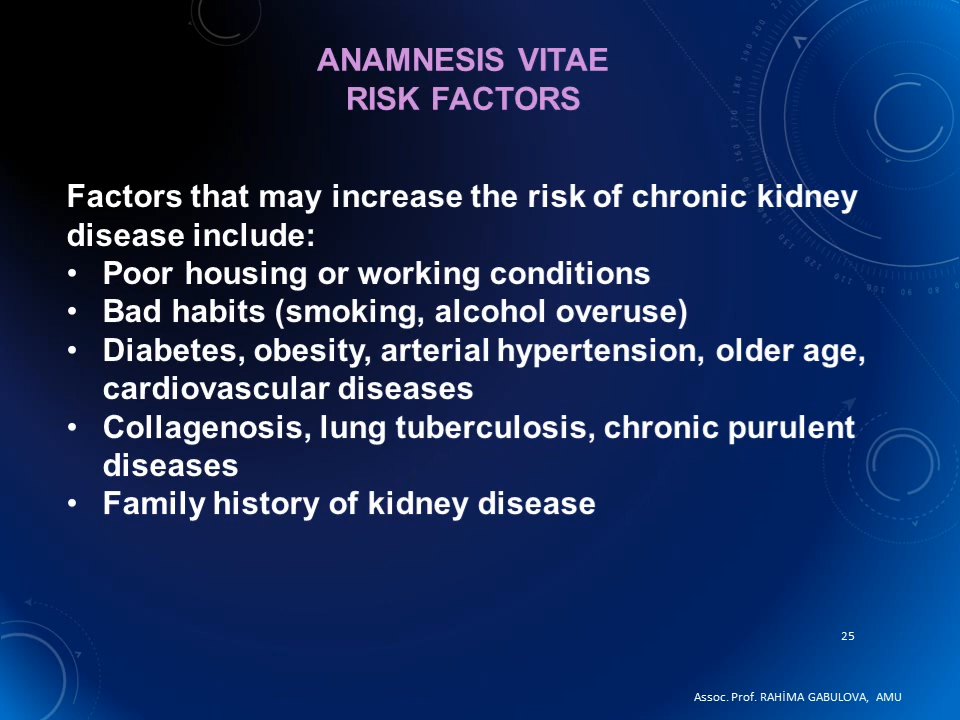 ANAMNESIS VITAE
RISK FACTORS
Factors that may increase the risk of chronic kidney
disease include:
• Poor housing or working conditions
• Bad habits (smoking, alcohol overuse)
• Diabetes, obesity, arterial hypertension, older age,
cardiovascular diseases
• Collagenosis, lung tuberculosis, chronic purulent
diseases
• Family history of kidney disease
25
Assoc. Prof. RAHİMA GABULOVA, AMU